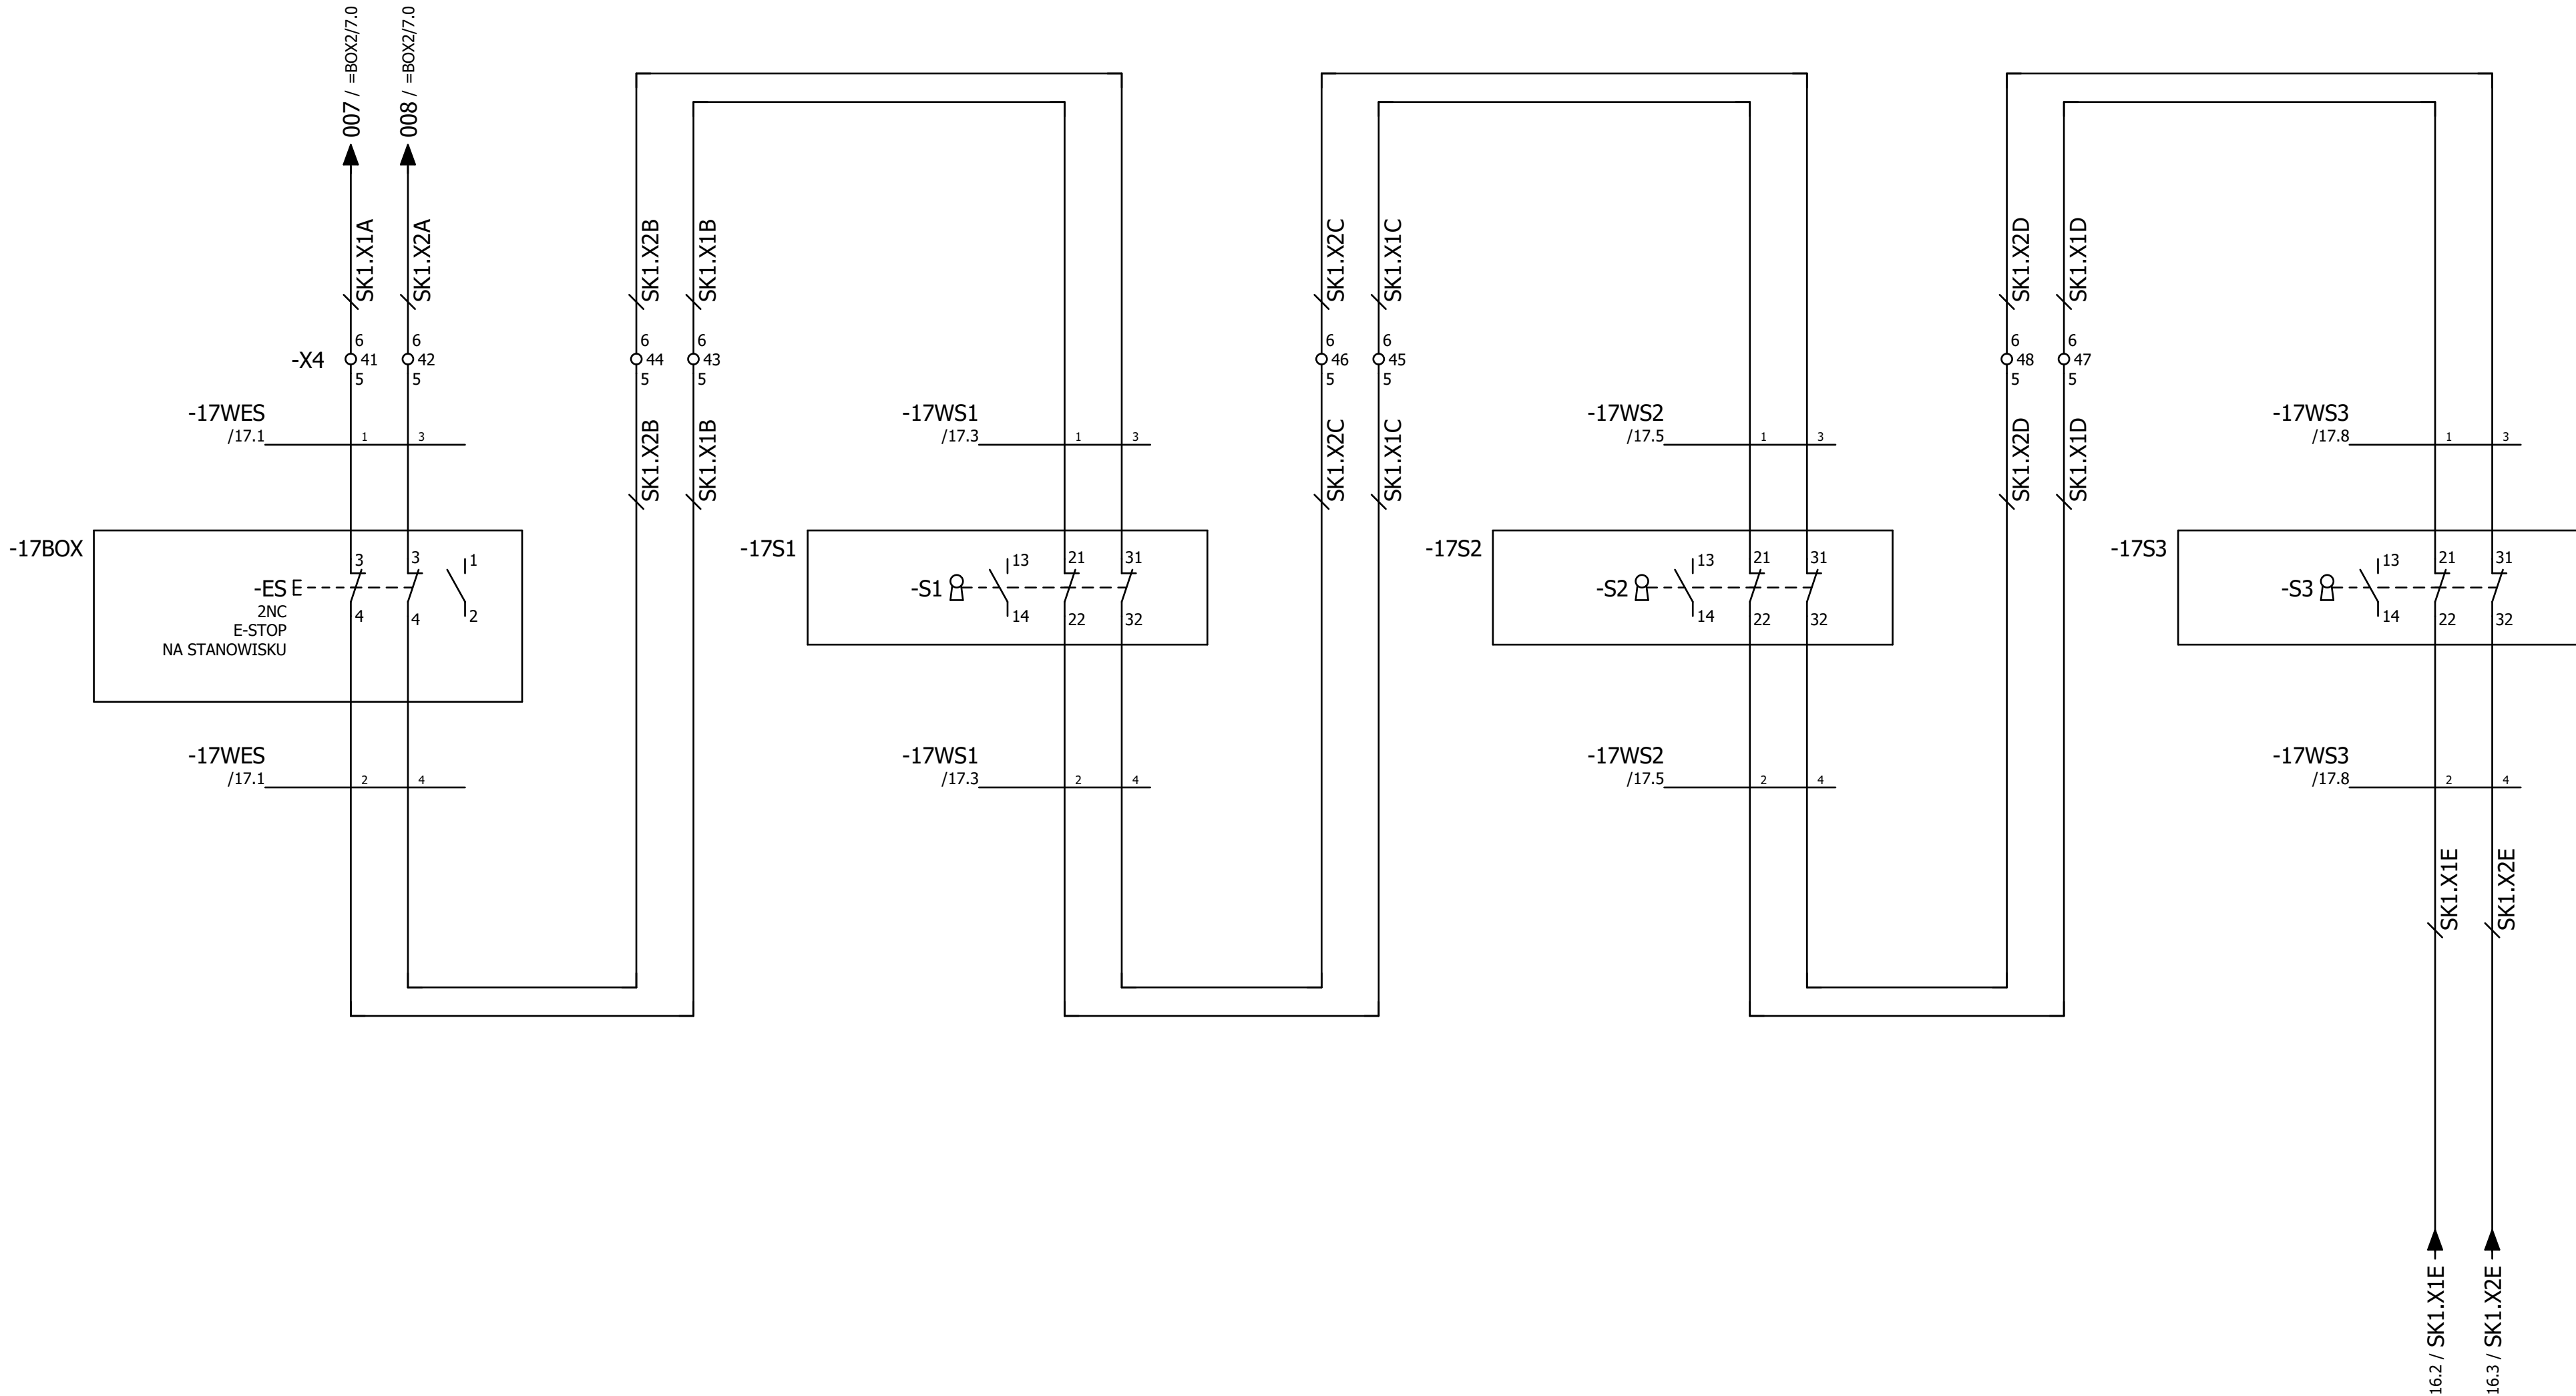 007 / =BOX2/7.0
008 / =BOX2/7.0
SK1.X1A
SK1.X2A
SK1.X2B
SK1.X1B
SK1.X2C
SK1.X1C
SK1.X2D
SK1.X1D
-X4
6
41
5
6
42
5
6
44
5
6
43
5
6
46
5
6
45
5
6
48
5
6
47
5
-17WES
/17.1
1
3
SK1.X2B
SK1.X1B
-17WS1
/17.3
1
3
SK1.X2C
SK1.X1C
-17WS2
/17.5
1
3
SK1.X2D
SK1.X1D
-17WS3
/17.8
1
3
-17BOX
-ES
2NC
E-STOP
NA STANOWISKU
3
4
3
4
1
2
-17S1
-S1
13
14
21
22
31
32
-17S2
-S2
13
14
21
22
31
32
-17S3
-S3
13
14
21
22
31
32
-17WES
/17.1
2
4
-17WS1
/17.3
2
4
-17WS2
/17.5
2
4
-17WS3
/17.8
2
4
SK1.X1E
SK1.X2E
16.2 / SK1.X1E
16.3 / SK1.X2E